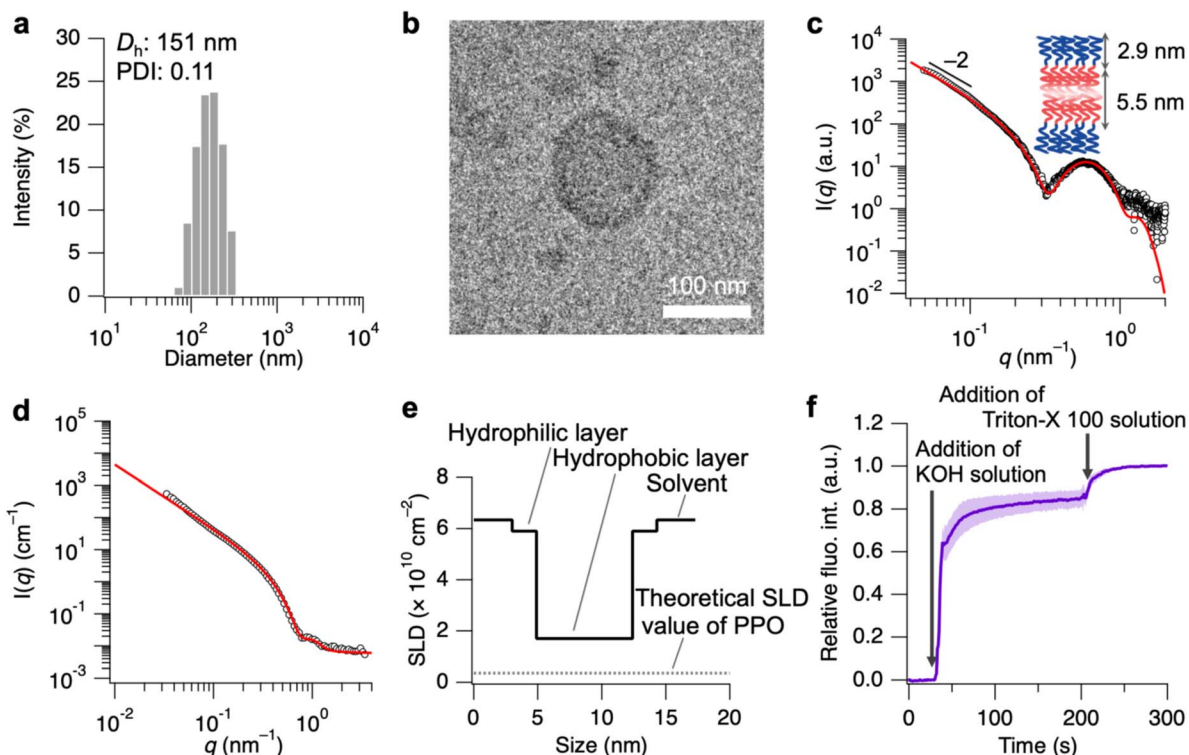 a
D_h: 151 nm
PDI: 0.11
30
25
20
15
10
5
0
Intensity (%)
10^1
10^2
10^3
10^4
Diameter (nm)
b
100 nm
c
2.9 nm
5.5 nm
−2
10^4
10^3
10^2
10^1
10^0
10^-1
10^-2
I(q) (a.u.)
10^-1
10^0
q (nm^−1)
d
10^5
10^3
10^1
10^-1
10^-3
I(q) (cm^−1)
10^-2
10^-1
10^0
q (nm^−1)
e
Hydrophilic layer
Hydrophobic layer
Solvent
Theoretical SLD
value of PPO
8
6
4
2
0
SLD (× 10^10 cm^−2)
0
5
10
15
20
Size (nm)
f
Addition of
Triton-X 100 solution
Addition of
KOH solution
1.2
1.0
0.8
0.6
0.4
0.2
0.0
Relative fluo. int. (a.u.)
0
100
200
300
Time (s)